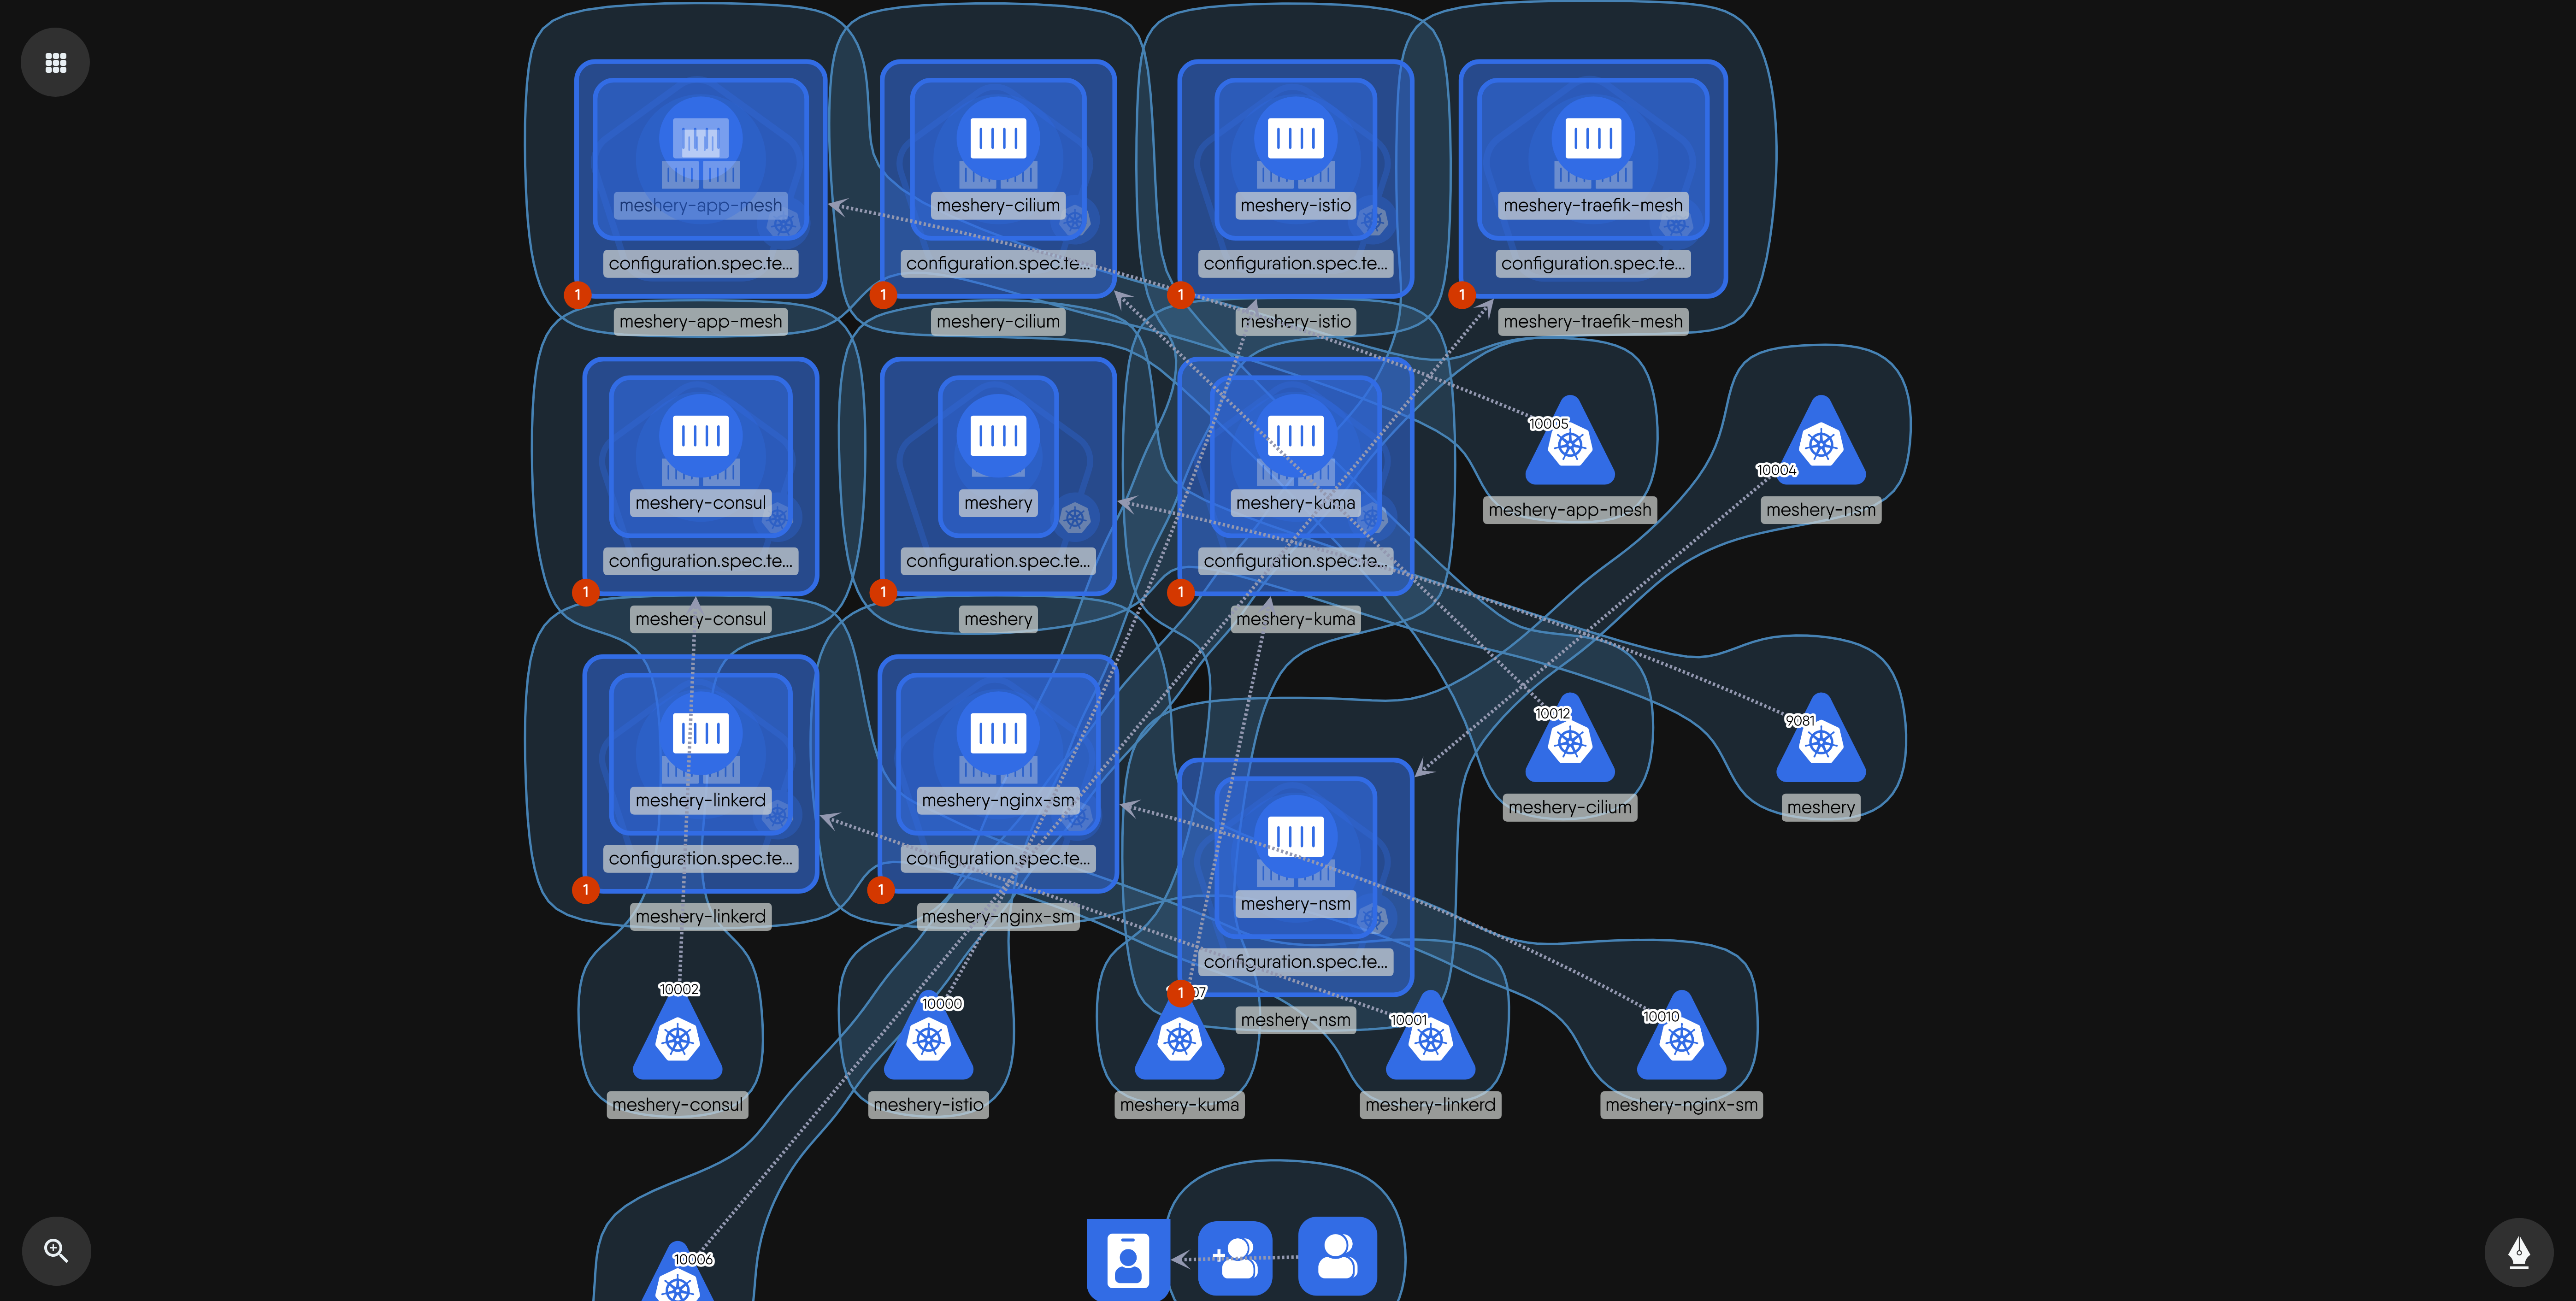 meshery-app-mesh
meshery-cilium
meshery-istio
meshery-traefik-mesh
configuration.spec.te...
configuration.spec.te...
configuration.spec.te...
configuration.spec.te...
1
1
1
1
meshery-app-mesh
meshery-cilium
meshery-istio
meshery-traefik-mesh
10005
10004
meshery-consul
meshery
meshery-kuma
meshery-app-mesh
meshery-nsm
configuration.spec.te...
configuration.spec.te...
configuration.spec.te...
1
1
1
meshery-consul
meshery
meshery-kuma
10012
9081
meshery-linkerd
meshery-nginx-sm
meshery-cilium
meshery
configuration.spec.te...
configuration.spec.te...
1
1
meshery-nsm
meshery-linkerd
meshery-nginx-sm
configuration.spec.te...
10002
10000
1
07
meshery-nsm
10001
10010
meshery-consul
meshery-istio
meshery-kuma
meshery-linkerd
meshery-nginx-sm
10006